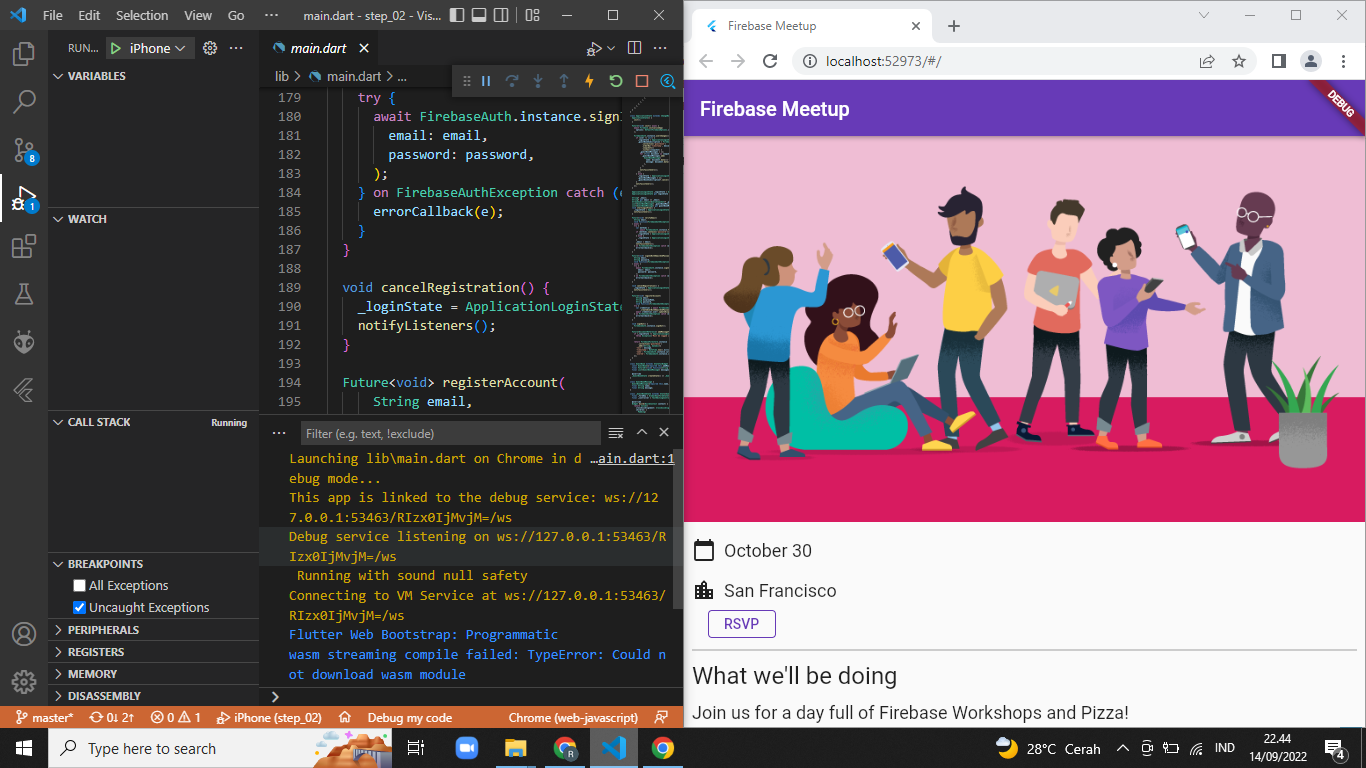 File Edit Selection View Go ··· main.dart - step_02 - Vis...
RUN... iPhone
VARIABLES
WATCH
CALL STACK Running
BREAKPOINTS
All Exceptions
Uncaught Exceptions
PERIPHERALS
REGISTERS
MEMORY
DISASSEMBLY
8
1
main.dart
lib > main.dart > ...
179 try {
180 await FirebaseAuth.instance.signI
181 email: email,
182 password: password,
183 );
184 } on FirebaseAuthException catch (e
185 errorCallback(e);
186 }
187 }
188
189 void cancelRegistration() {
190 _loginState = ApplicationLoginState
191 notifyListeners();
192 }
193
194 Future<void> registerAccount(
195 String email,
Filter (e.g. text, !exclude)
Launching lib\main.dart on Chrome in d …ain.dart:1
ebug mode...
This app is linked to the debug service: ws://12
7.0.0.1:53463/RIzx0IjMvjM=/ws
Debug service listening on ws://127.0.0.1:53463/R
Izx0IjMvjM=/ws
Running with sound null safety
Connecting to VM Service at ws://127.0.0.1:53463/
RIzx0IjMvjM=/ws
Flutter Web Bootstrap: Programmatic
wasm streaming compile failed: TypeError: Could n
ot download wasm module
master* 0↓ 2↑ 0 1 iPhone (step_02) Debug my code Chrome (web-javascript)
Firebase Meetup
localhost:52973/#/
Firebase Meetup
DEBUG
October 30
San Francisco
RSVP
What we'll be doing
Join us for a day full of Firebase Workshops and Pizza!
Type here to search
R
28°C Cerah
IND
22.44
14/09/2022
4